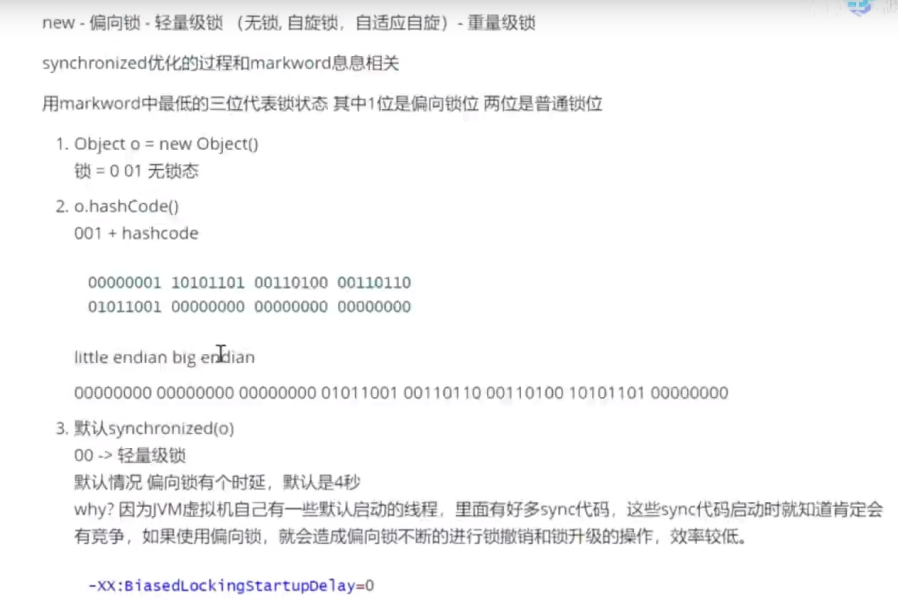 new - 偏向锁 - 轻量级锁 （无锁, 自旋锁，自适应自旋）- 重量级锁
synchronized优化的过程和markword息息相关
用markword中最低的三位代表锁状态 其中1位是偏向锁位 两位是普通锁位
1. Object o = new Object()
锁 = 0 01 无锁态
2. o.hashCode()
001 + hashcode
00000001 10101101 00110100 00110110
01011001 00000000 00000000 00000000
little endian big endian
00000000 00000000 00000000 01011001 00110110 00110100 10101101 00000000
3. 默认synchronized(o)
00 -> 轻量级锁
默认情况 偏向锁有个时延，默认是4秒
why? 因为JVM虚拟机自己有一些默认启动的线程，里面有好多sync代码，这些sync代码启动时就知道肯定会
有竞争，如果使用偏向锁，就会造成偏向锁不断的进行锁撤销和锁升级的操作，效率较低。
-XX:BiasedLockingStartupDelay=0